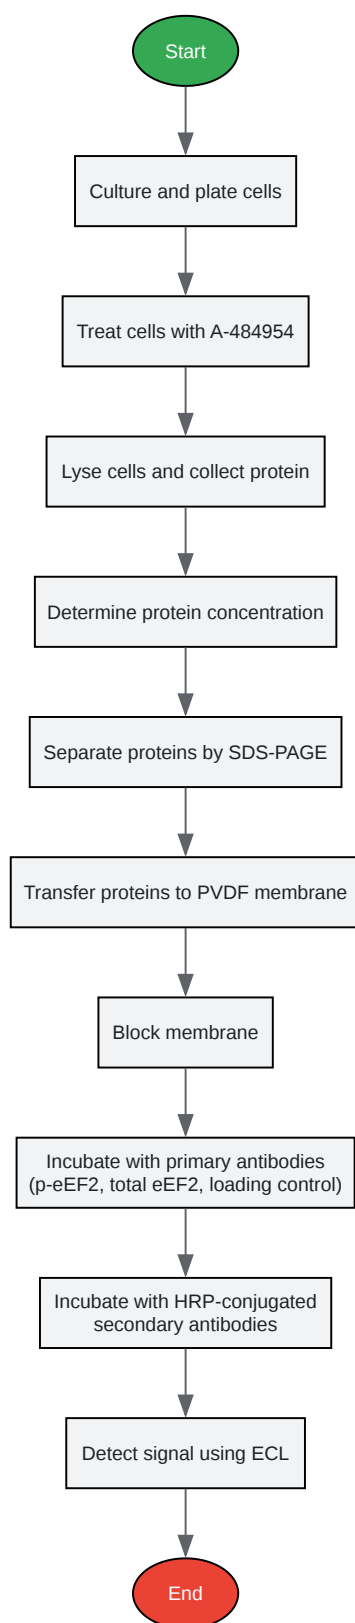 Start
Culture and plate cells
Treat cells with A-484954
Lyse cells and collect protein
Determine protein concentration
Separate proteins by SDS-PAGE
Transfer proteins to PVDF membrane
Block membrane
Incubate with primary antibodies
(p-eEF2, total eEF2, loading control)
Incubate with HRP-conjugated
secondary antibodies
Detect signal using ECL
End